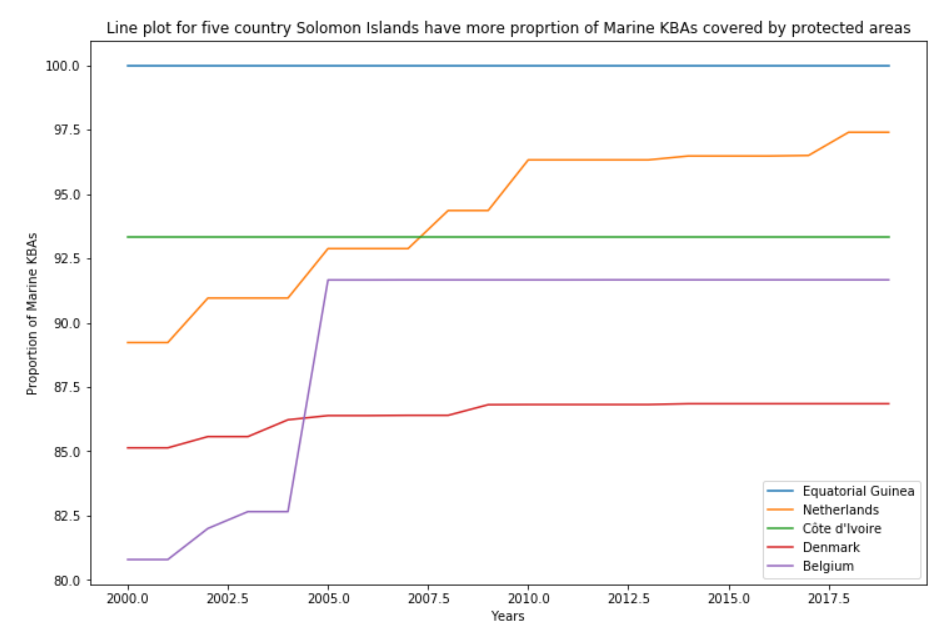 Line plot for five country Solomon Islands have more proprtion of Marine KBAs covered by protected areas
100.0
97.5
95.0
92.5
90.0
87.5
85.0
82.5
80.0
Proportion of Marine KBAs
Equatorial Guinea
Netherlands
Côte d'Ivoire
Denmark
Belgium
2000.0 2002.5 2005.0 2007.5 2010.0 2012.5 2015.0 2017.5
Years